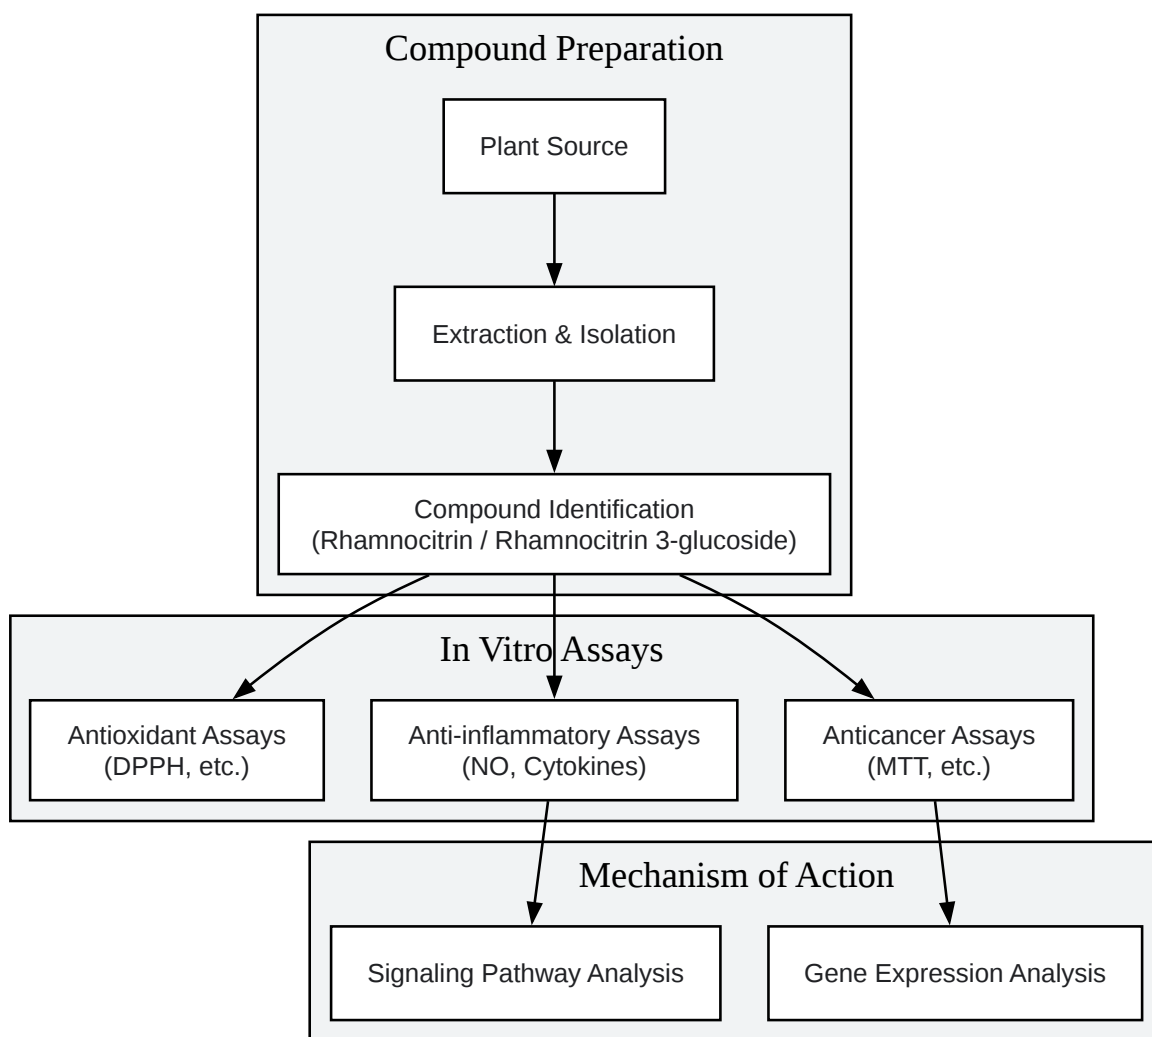 Compound Preparation
Plant Source
Extraction & Isolation
Compound Identification
(Rhamnocitrin / Rhamnocitrin 3-glucoside)
In Vitro Assays
Antioxidant Assays
(DPPH, etc.)
Anti-inflammatory Assays
(NO, Cytokines)
Anticancer Assays
(MTT, etc.)
Mechanism of Action
Signaling Pathway Analysis
Gene Expression Analysis